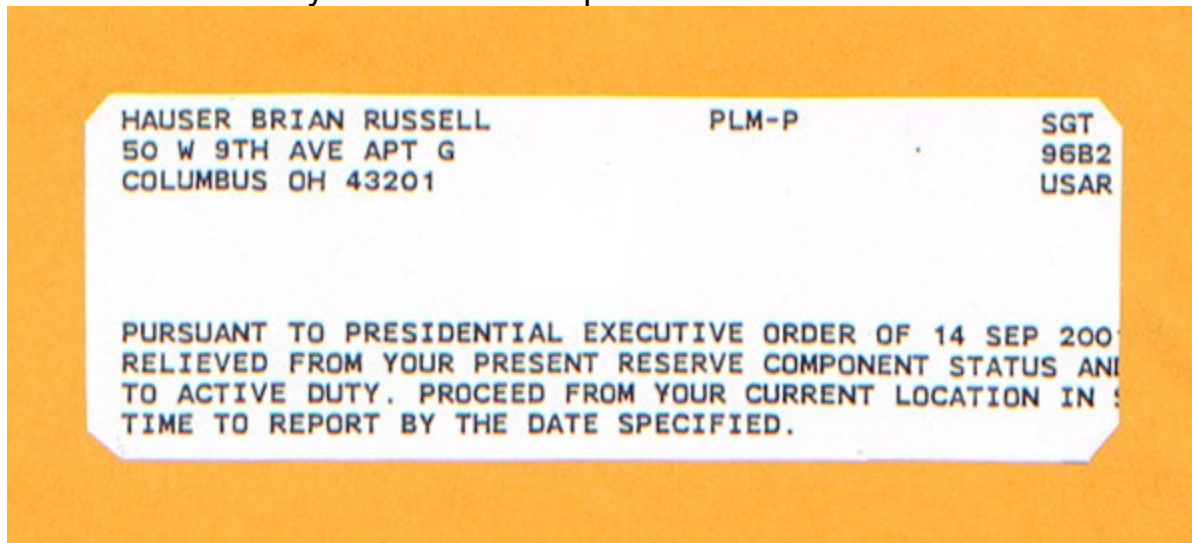 HAUSER BRIAN RUSSELL PLM-P SGT
50 W 9TH AVE APT G 96B2
COLUMBUS OH 43201 USAR
PURSUANT TO PRESIDENTIAL EXECUTIVE ORDER OF 14 SEP 2001
RELIEVED FROM YOUR PRESENT RESERVE COMPONENT STATUS AND
TO ACTIVE DUTY. PROCEED FROM YOUR CURRENT LOCATION IN
TIME TO REPORT BY THE DATE SPECIFIED.